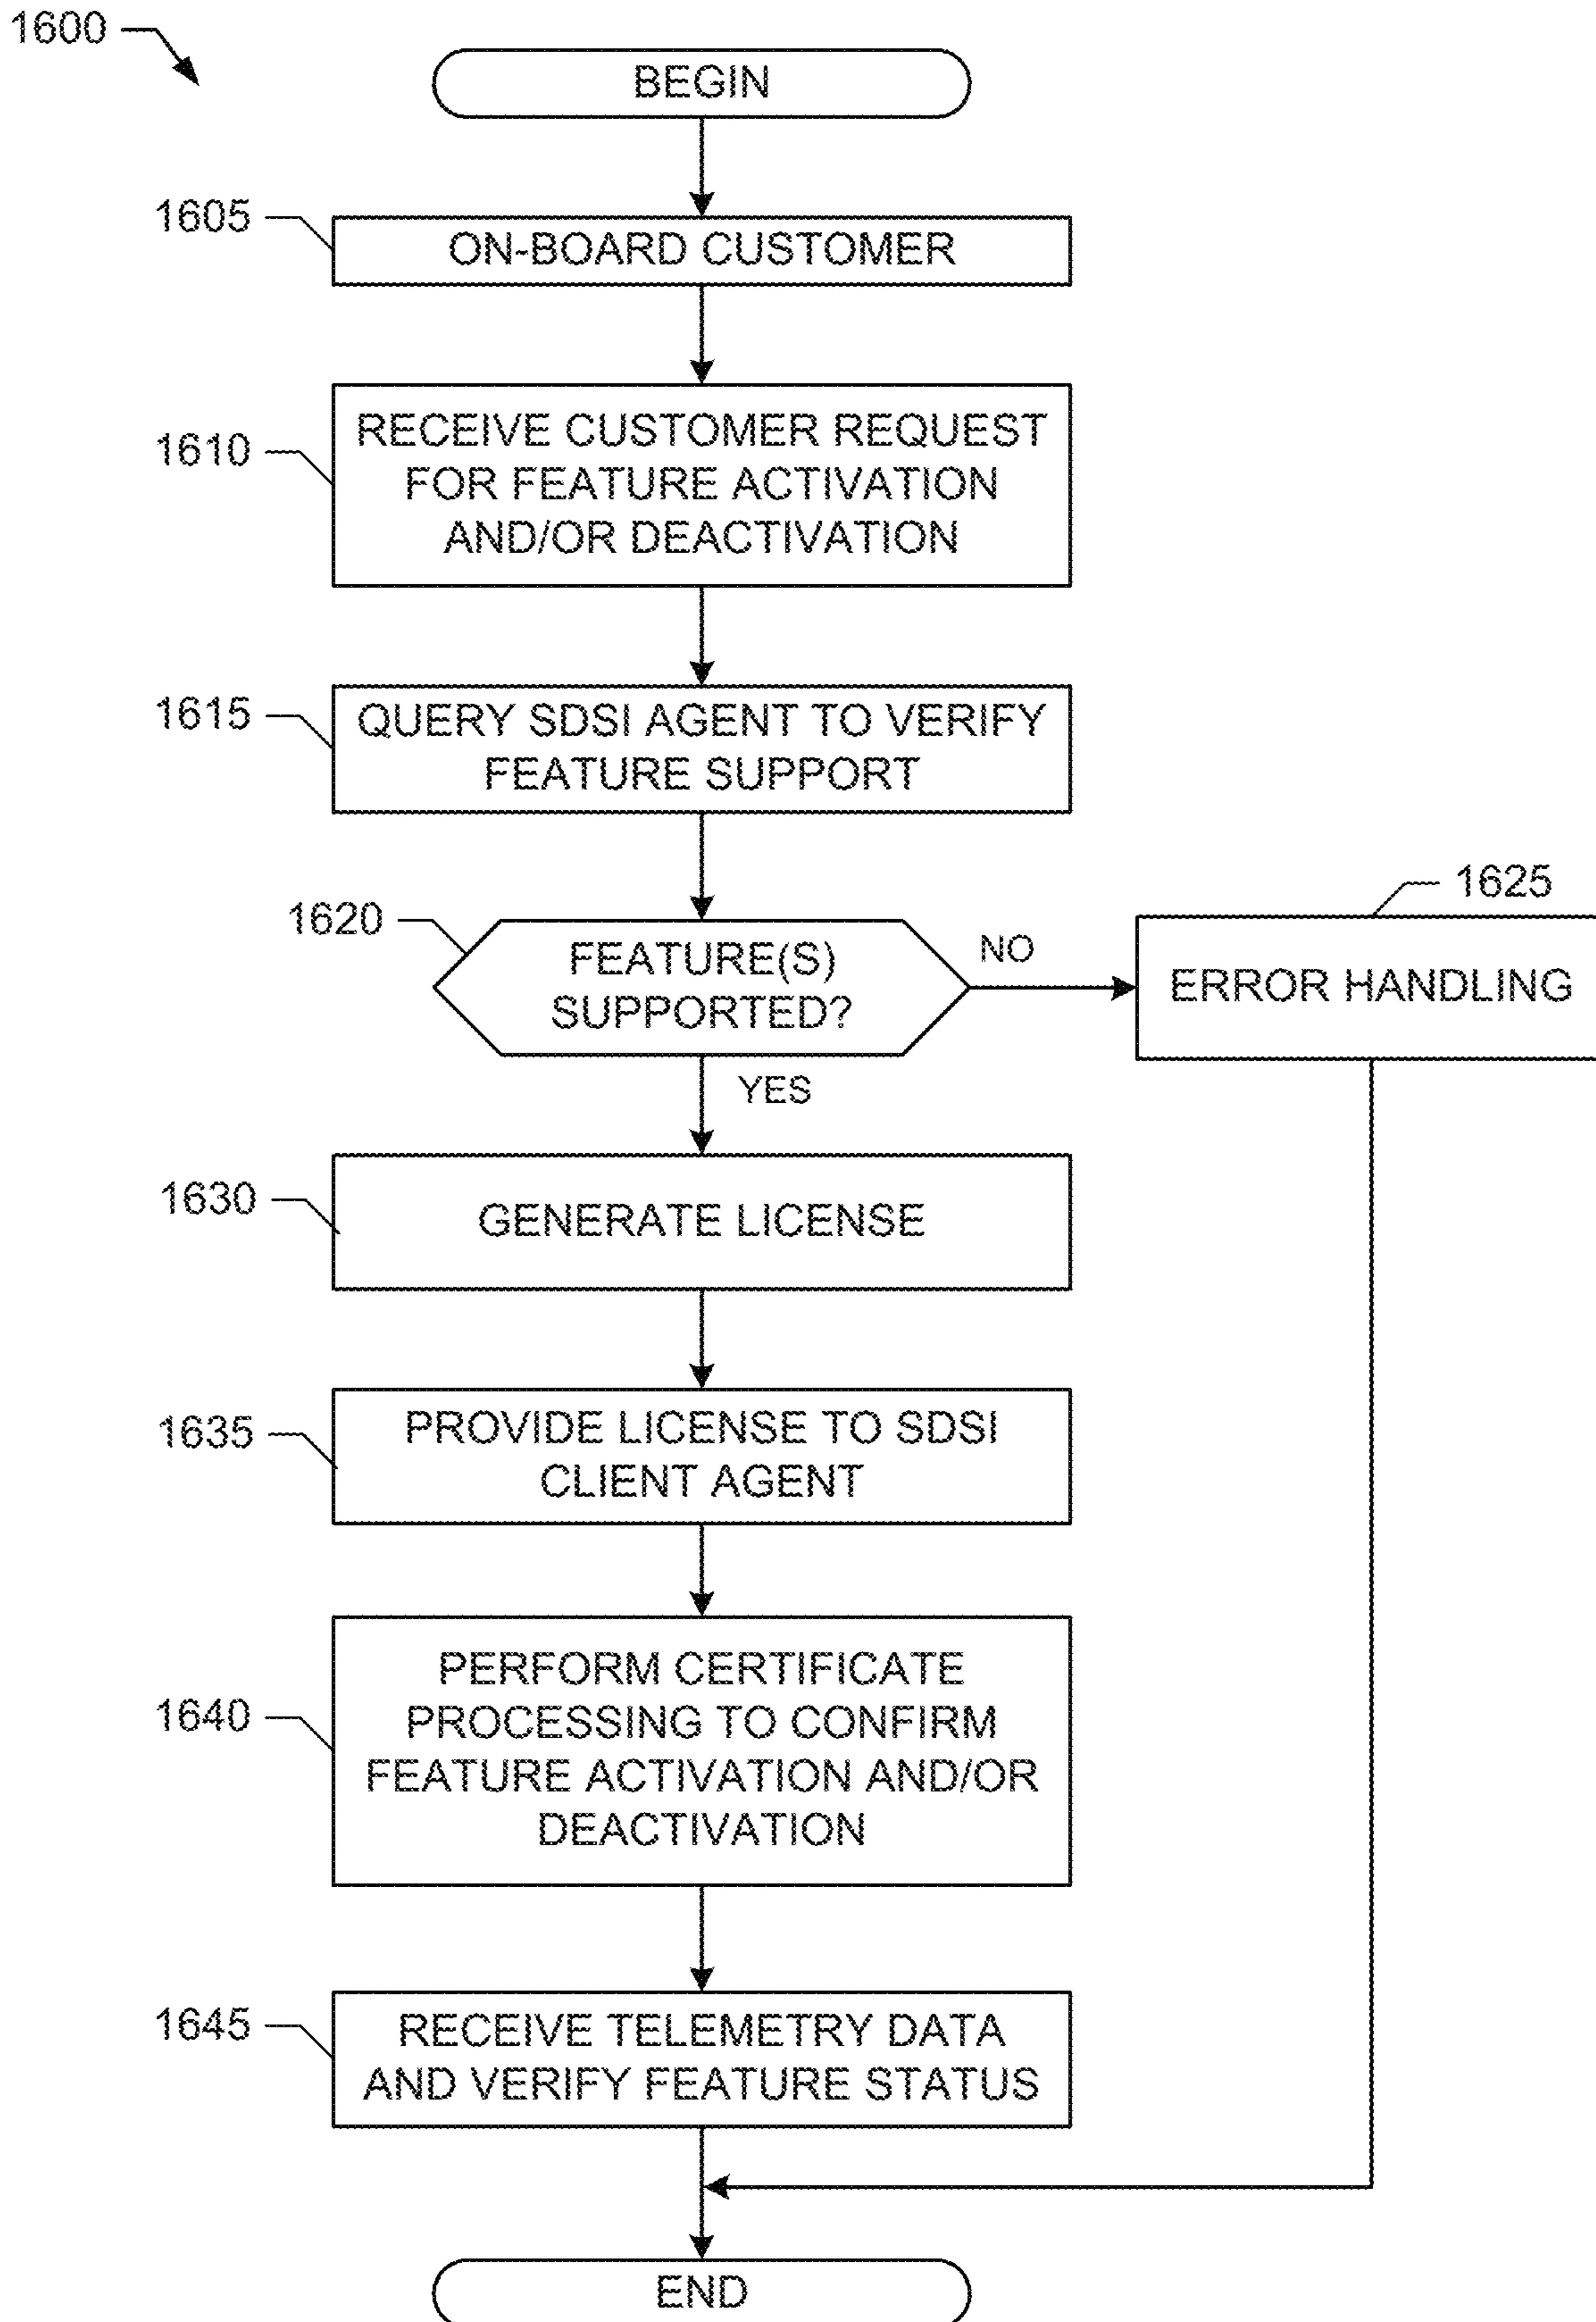 1600
BEGIN
1605
ON-BOARD CUSTOMER
1610
RECEIVE CUSTOMER REQUEST
FOR FEATURE ACTIVATION
AND/OR DEACTIVATION
1615
QUERY SDSI AGENT TO VERIFY
FEATURE SUPPORT
1620
FEATURE(S)
SUPPORTED?
NO
1625
ERROR HANDLING
YES
1630
GENERATE LICENSE
1635
PROVIDE LICENSE TO SDSI
CLIENT AGENT
1640
PERFORM CERTIFICATE
PROCESSING TO CONFIRM
FEATURE ACTIVATION AND/OR
DEACTIVATION
1645
RECEIVE TELEMETRY DATA
AND VERIFY FEATURE STATUS
END